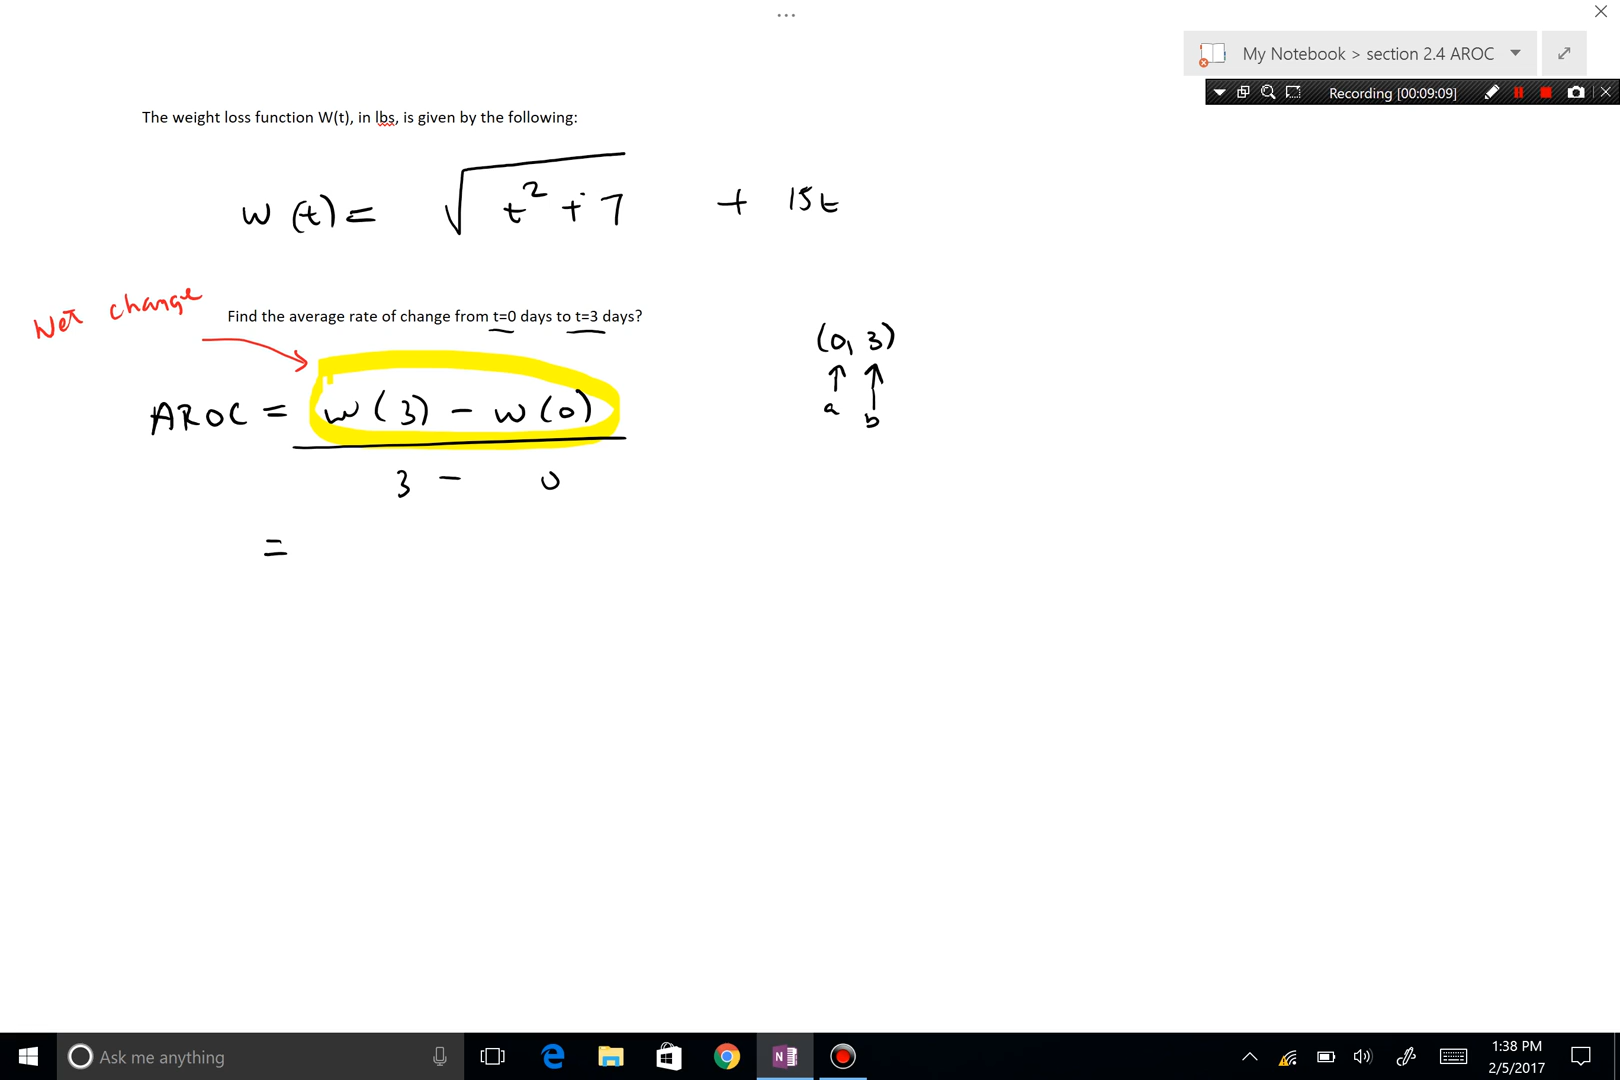 ...
My Notebook > section 2.4 AROC
Recording [00:09:09]
The weight loss function W(t), in lbs, is given by the following:
w (t) = √(t² + 7) + 15t
Net change
Find the average rate of change from t=0 days to t=3 days?
(0, 3)
a b
AROC = w (3) - w (0)
3 - 0
=
Ask me anything
N
1:38 PM
2/5/2017